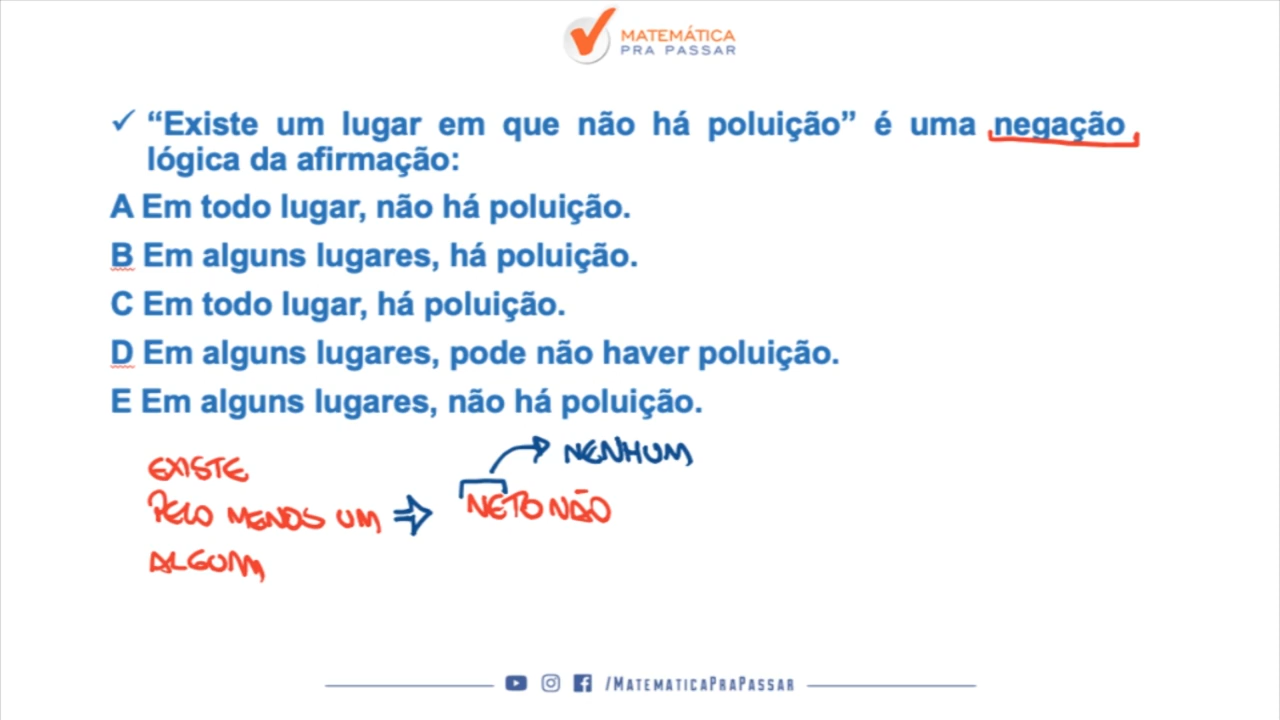 MATEMÁTICA
PRA PASSAR
✓ “Existe um lugar em que não há poluição” é uma negação
lógica da afirmação:
A Em todo lugar, não há poluição.
B Em alguns lugares, há poluição.
C Em todo lugar, há poluição.
D Em alguns lugares, pode não haver poluição.
E Em alguns lugares, não há poluição.
NENHUM
EXISTE
PELO MENOS UM ⇒ NETO NÃO
ALGUM
/MATEMATICAPRAPASSAR